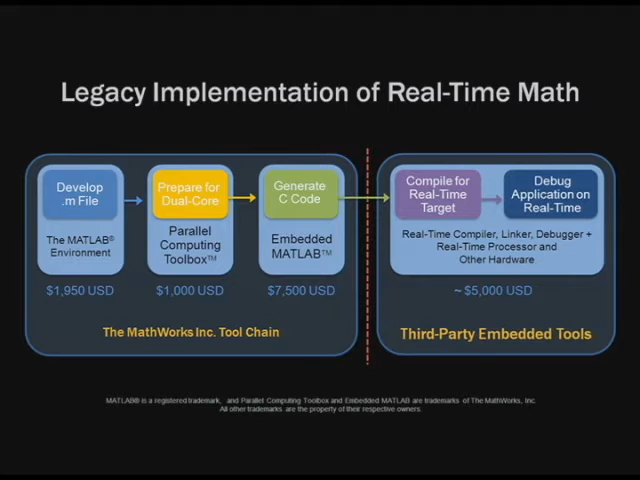 Legacy Implementation of Real-Time Math
Develop
.m File
The MATLAB®
Environment
$1,950 USD
Prepare for
Dual-Core
Parallel
Computing
Toolbox™
$1,000 USD
Generate
C Code
Embedded
MATLAB™
$7,500 USD
The MathWorks Inc. Tool Chain
Compile for
Real-Time
Target
Debug
Application on
Real-Time
Real-Time Compiler, Linker, Debugger +
Real-Time Processor and
Other Hardware
~ $5,000 USD
Third-Party Embedded Tools
MATLAB® is a registered trademark, and Parallel Computing Toolbox and Embedded MATLAB are trademarks of The MathWorks, Inc.
All other trademarks are the property of their respective owners.